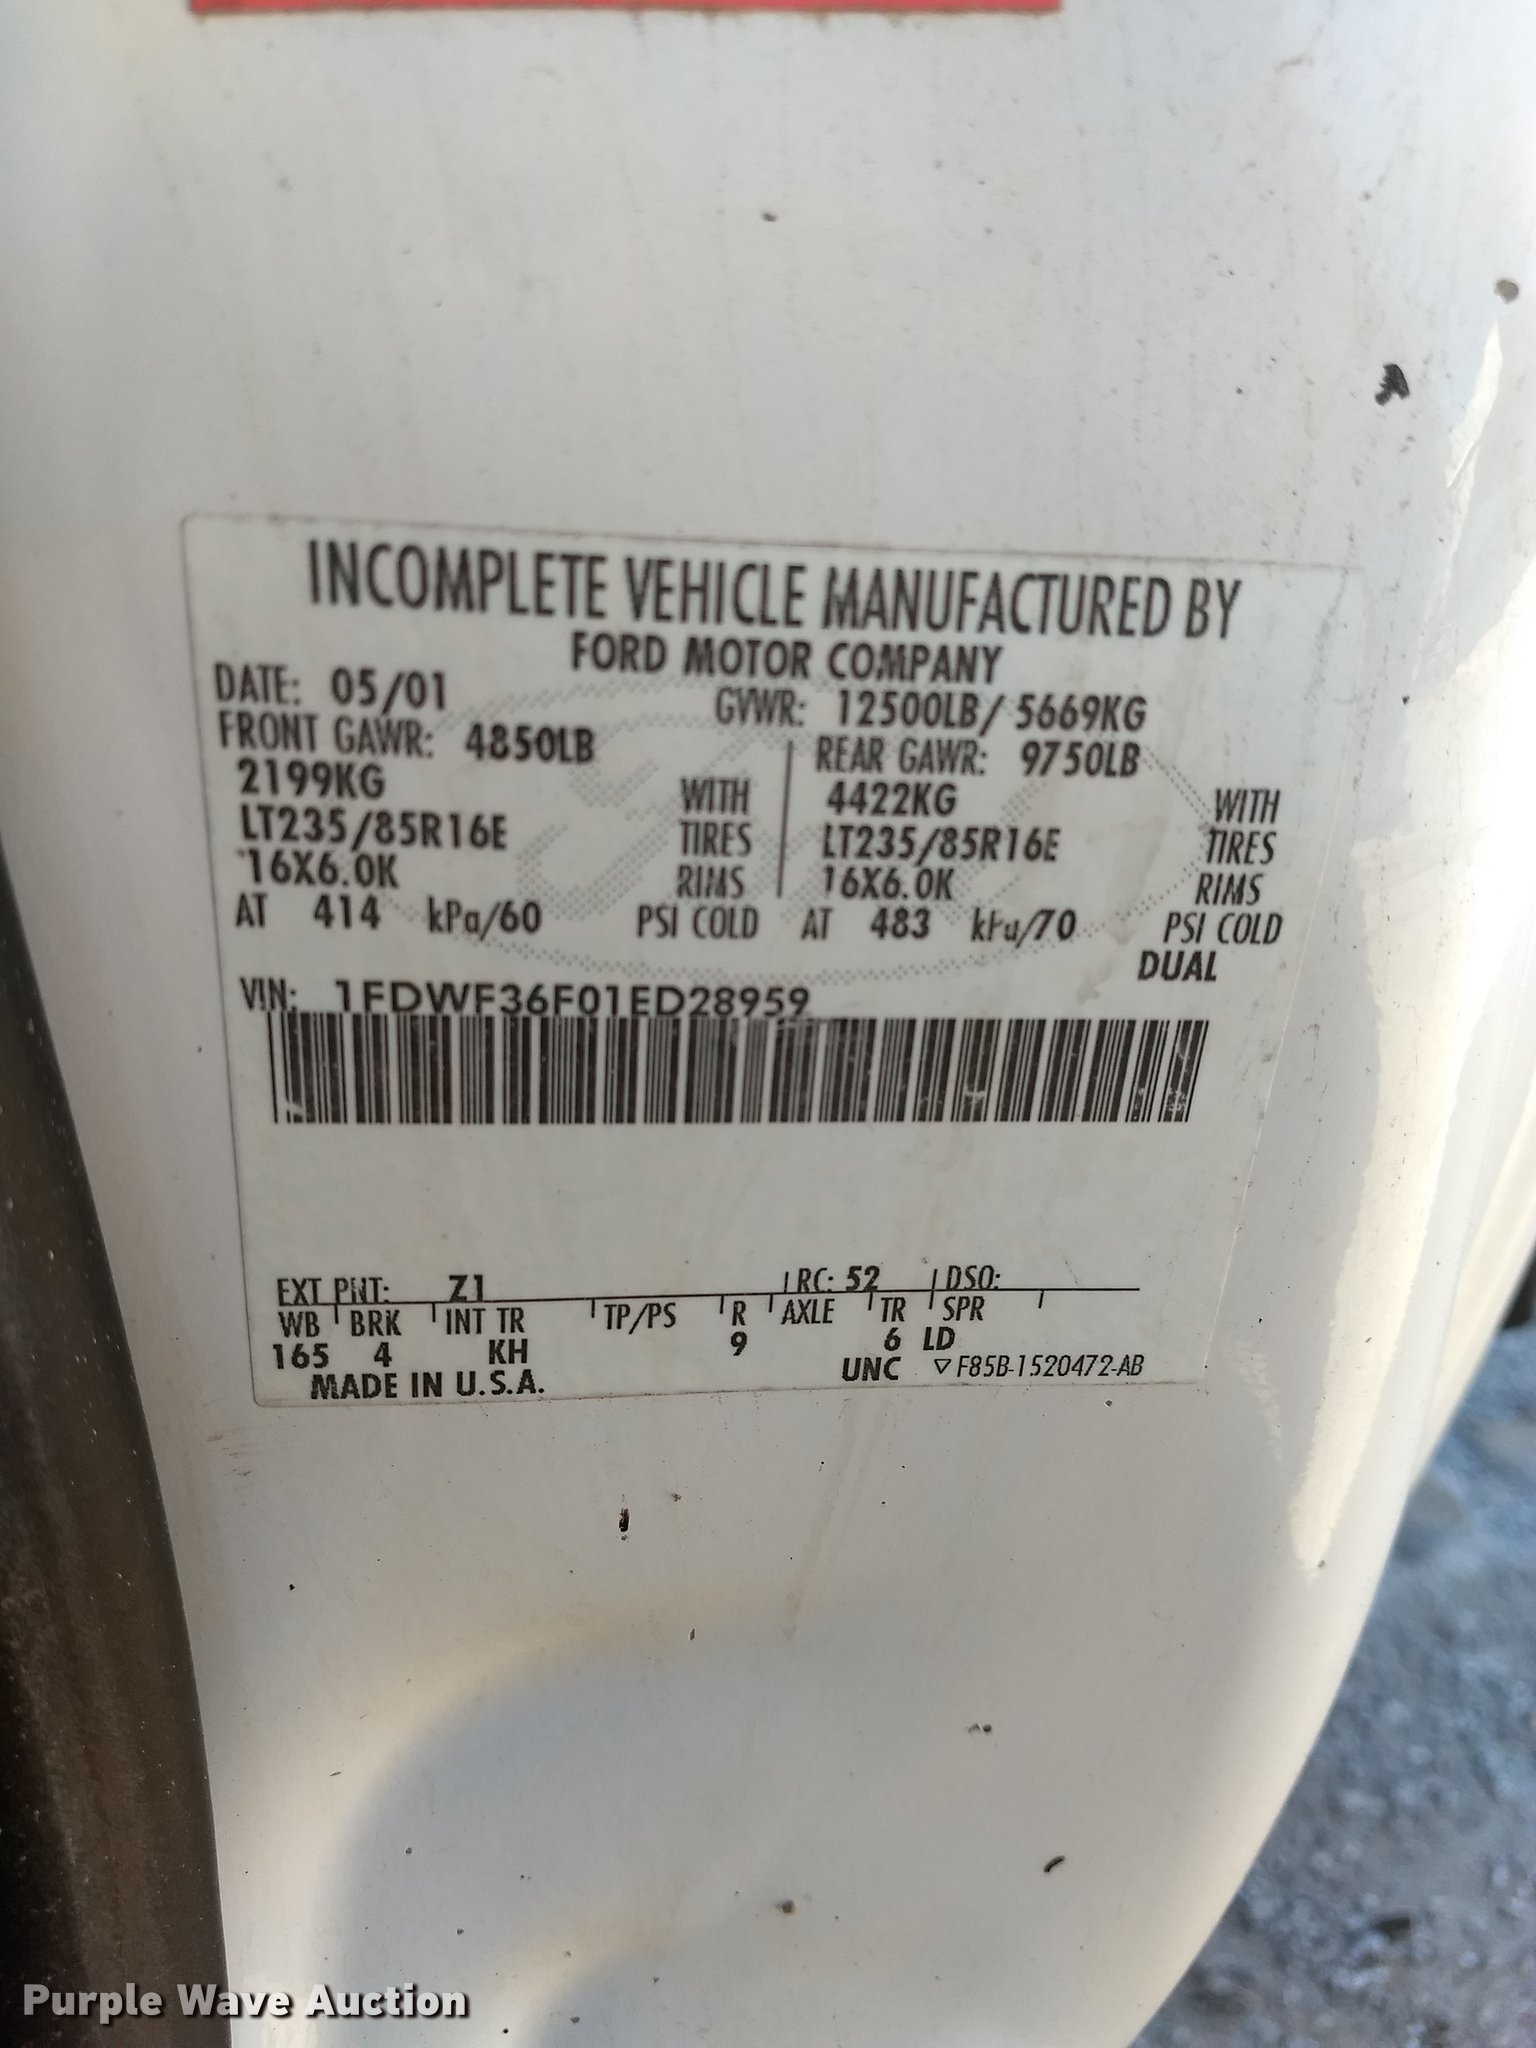 INCOMPLETE VEHICLE MANUFACTURED BY
FORD MOTOR COMPANY
DATE: 05/01 GVWR: 12500LB/ 5669KG
FRONT GAWR: 4850LB REAR GAWR: 9750LB
2199KG WITH 4422KG WITH
LT235/85R16E TIRES LT235/85R16E TIRES
16X6.0K RIMS 16X6.0K RIMS
AT 414 kPa/60 PSI COLD AT 483 kPa/70 PSI COLD
DUAL
VIN: 1FDWF36F01ED28959
EXT PNT: Z1 RC: 52 DSO:
WB BRK INT TR TP/PS R AXLE TR SPR
165 4 KH 9 6 LD
MADE IN U.S.A. UNC ▽F85B-1520472-AB
Purple Wave Auction